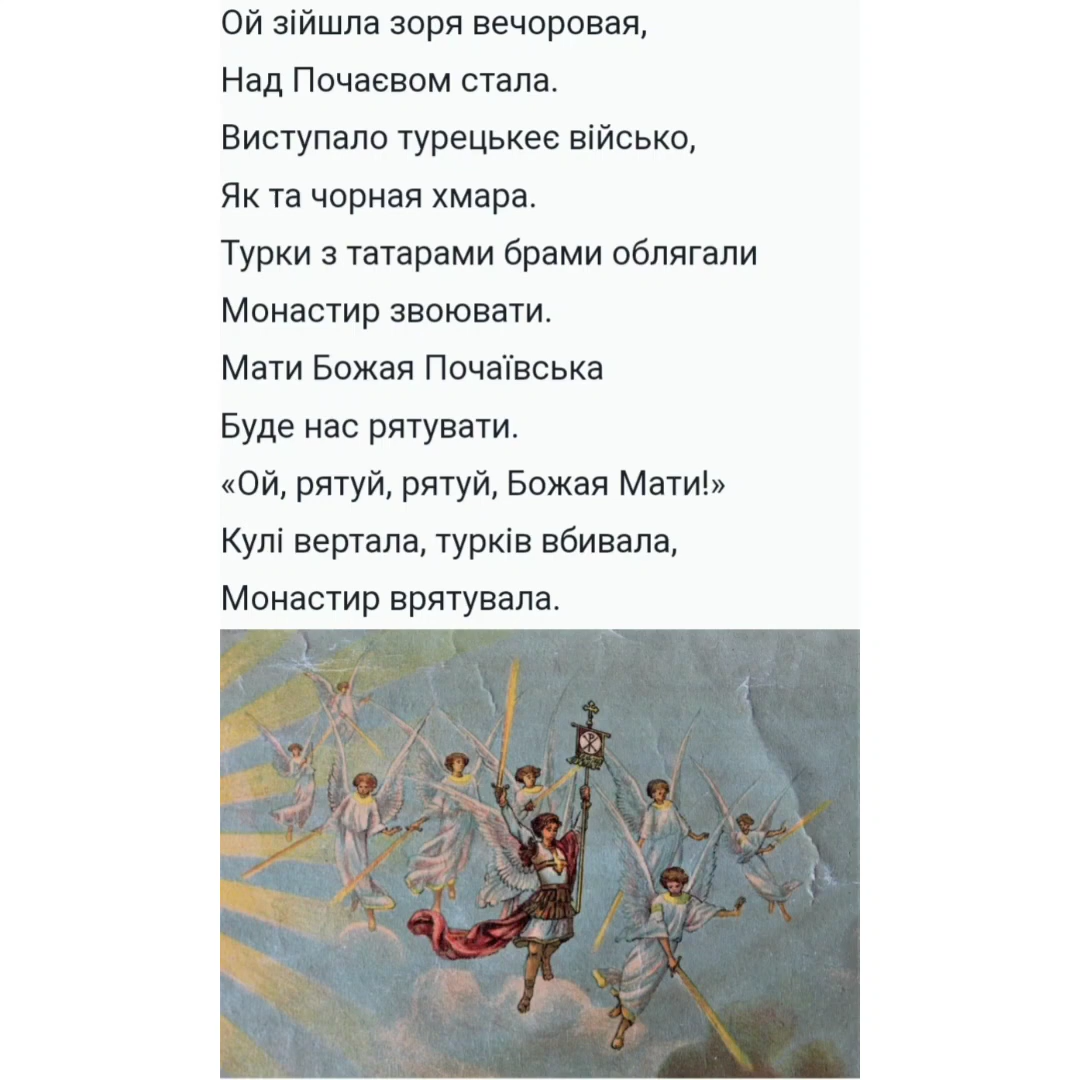 Ой зійшла зоря вечоровая,
Над Почаєвом стала.
Виступало турецькеє військо,
Як та чорная хмара.
Турки з татарами брами облягали
Монастир звоювати.
Мати Божая Почаївська
Буде нас рятувати.
«Ой, рятуй, рятуй, Божая Мати!»
Кулі вертала, турків вбивала,
Монастир врятувала.